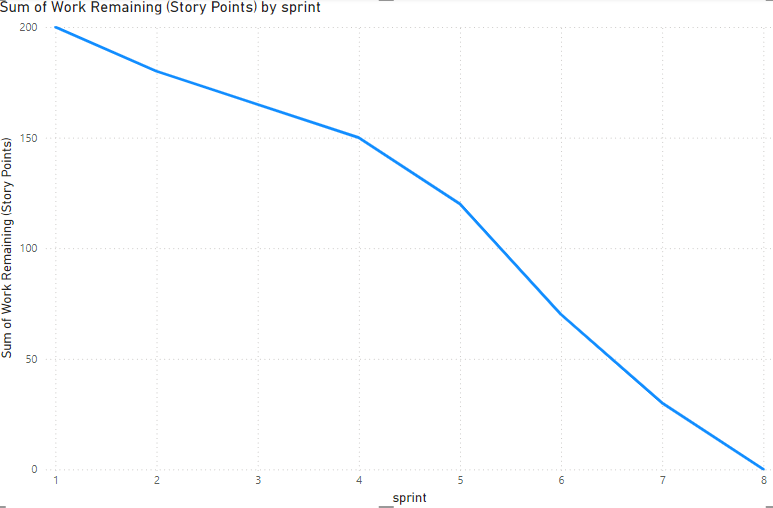 Sum of Work Remaining (Story Points) by sprint
Sum of Work Remaining (Story Points)
200
150
100
50
0
1 2 3 4 5 6 7 8
sprint